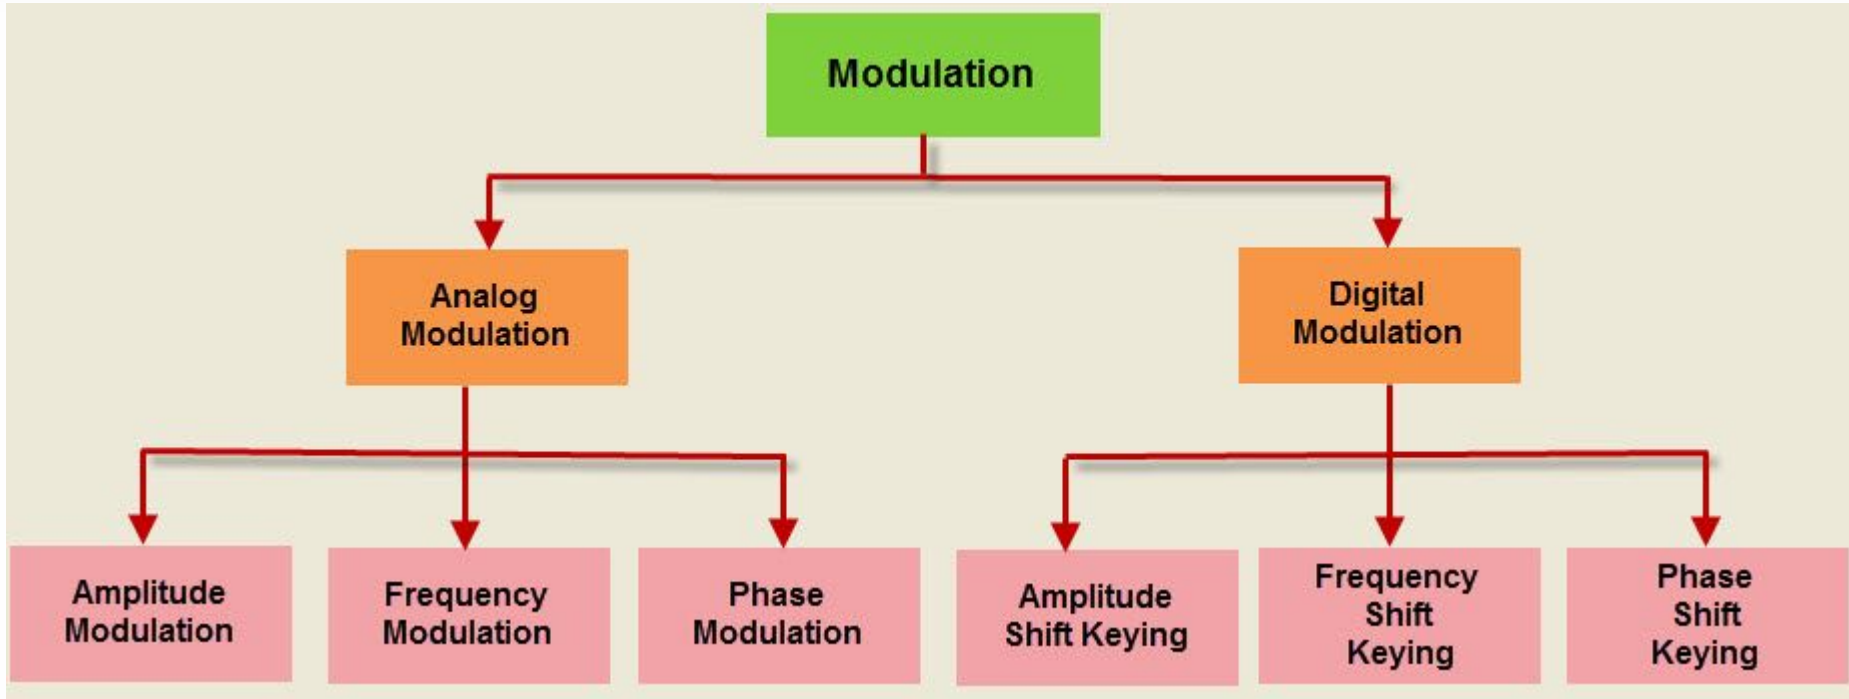 Modulation
Analog
Modulation
Digital
Modulation
Amplitude
Modulation
Frequency
Modulation
Phase
Modulation
Amplitude
Shift Keying
Frequency
Shift
Keying
Phase
Shift
Keying